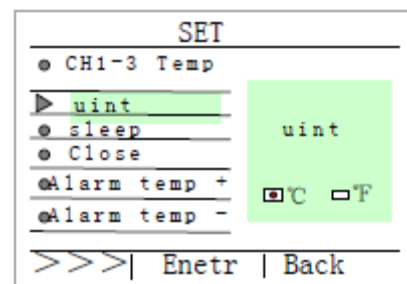 SET
CH1-3 Temp
uint
sleep
Close
Alarm temp +
Alarm temp -
uint
℃ ℉
>>>| Enetr | Back